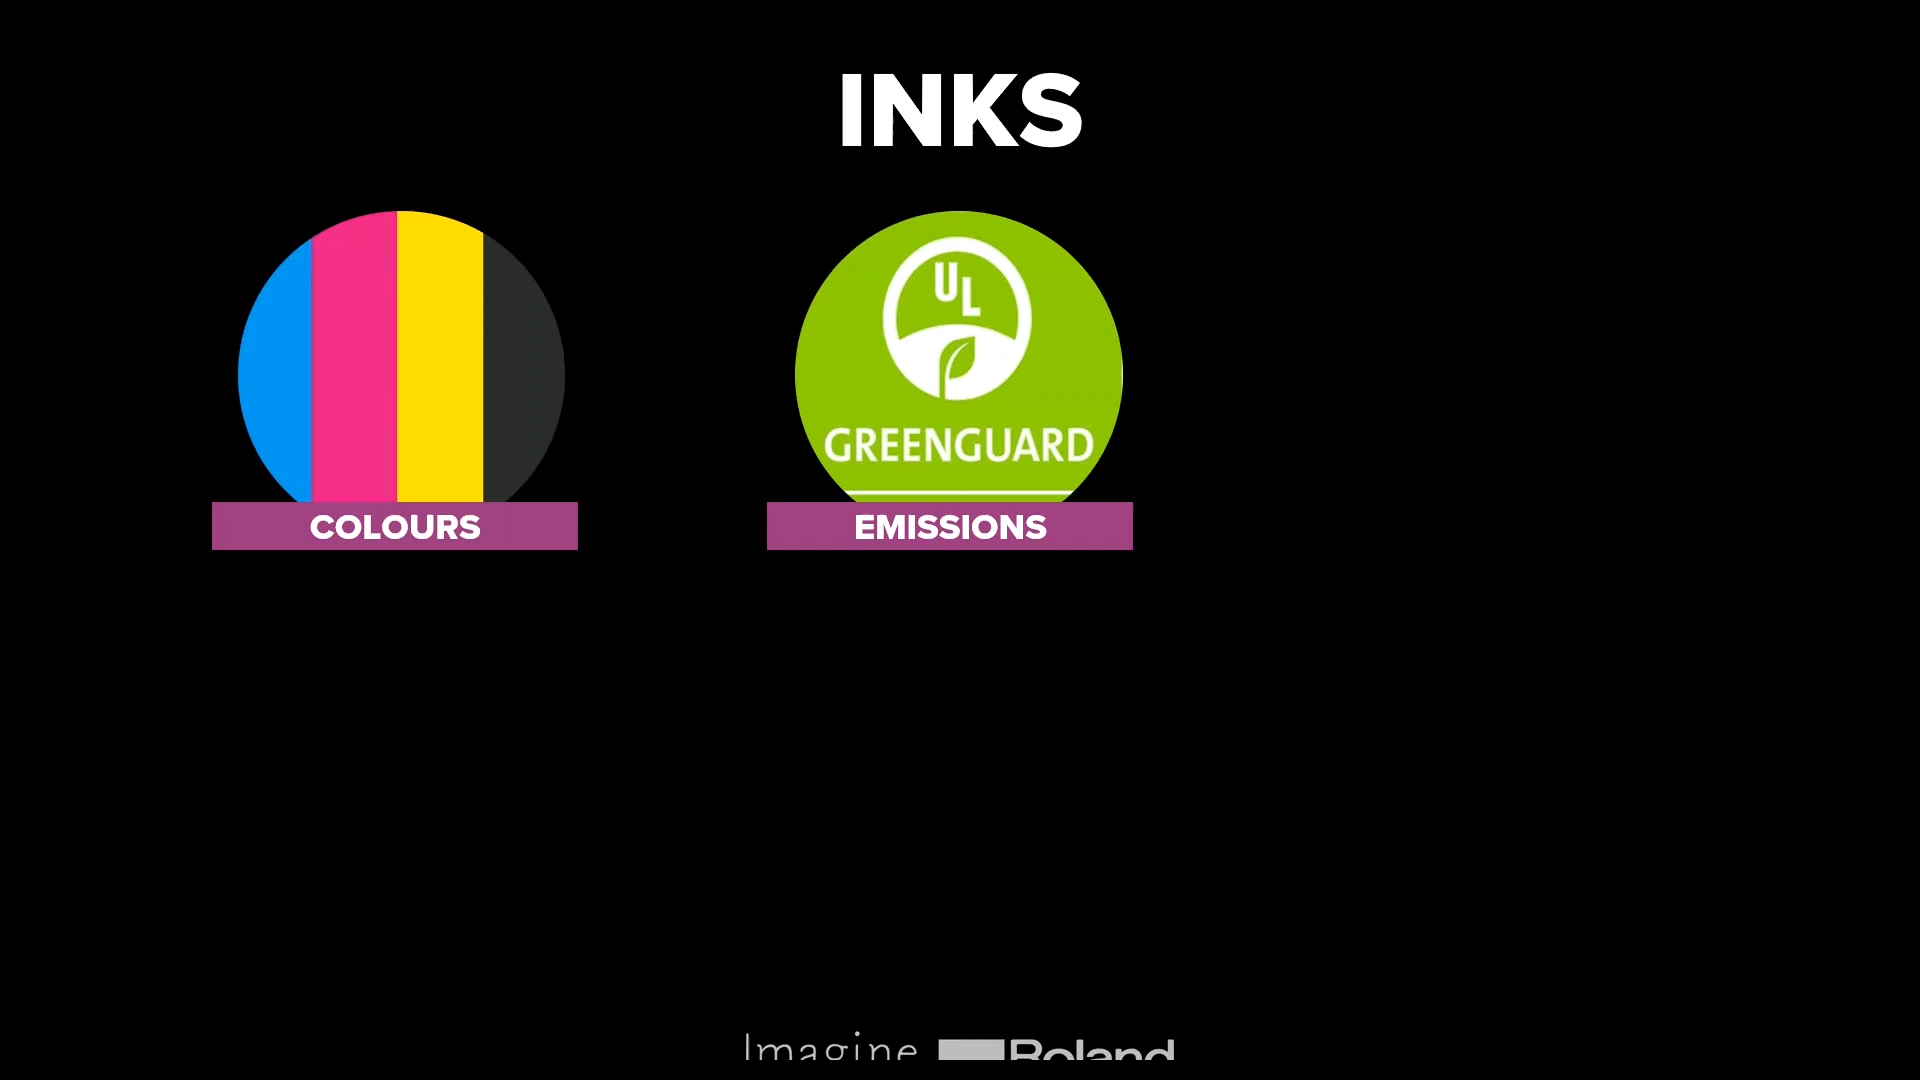 INKS
UL
GREENGUARD
COLOURS
EMISSIONS
Imagine Roland